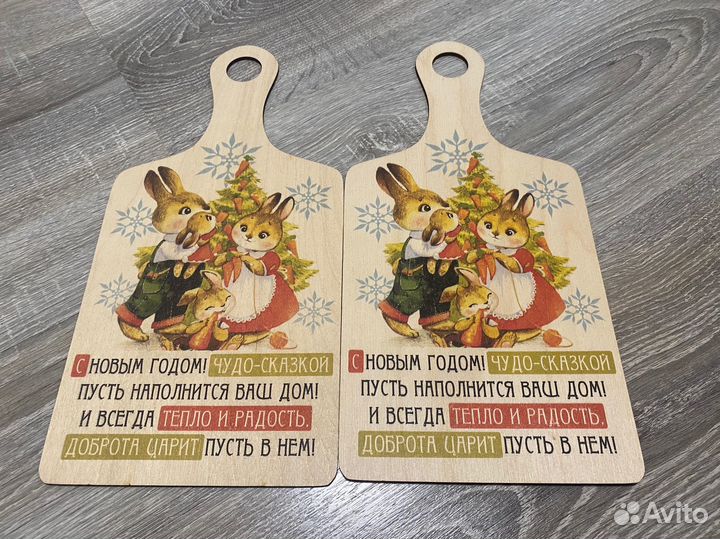 С НОВЫМ ГОДОМ! ЧУДО-СКАЗКОЙ
ПУСТЬ НАПОЛНИТСЯ ВАШ ДОМ!
И ВСЕГДА ТЕПЛО И РАДОСТЬ,
ДОБРОТА ЦАРИТ ПУСТЬ В НЕМ!
С НОВЫМ ГОДОМ! ЧУДО-СКАЗКОЙ
ПУСТЬ НАПОЛНИТСЯ ВАШ ДОМ!
И ВСЕГДА ТЕПЛО И РАДОСТЬ,
ДОБРОТА ЦАРИТ ПУСТЬ В НЕМ!
Avito